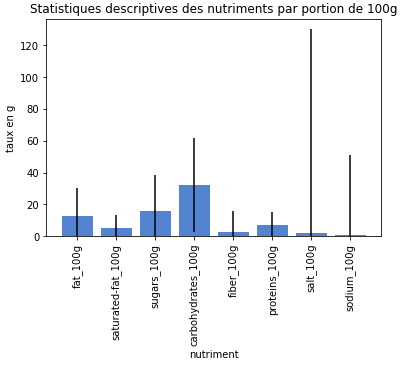 Statistiques descriptives des nutriments par portion de 100g
taux en g
120
100
80
60
40
20
0
fat_100g
saturated-fat_100g
sugars_100g
carbohydrates_100g
fiber_100g
proteins_100g
salt_100g
sodium_100g
nutriment